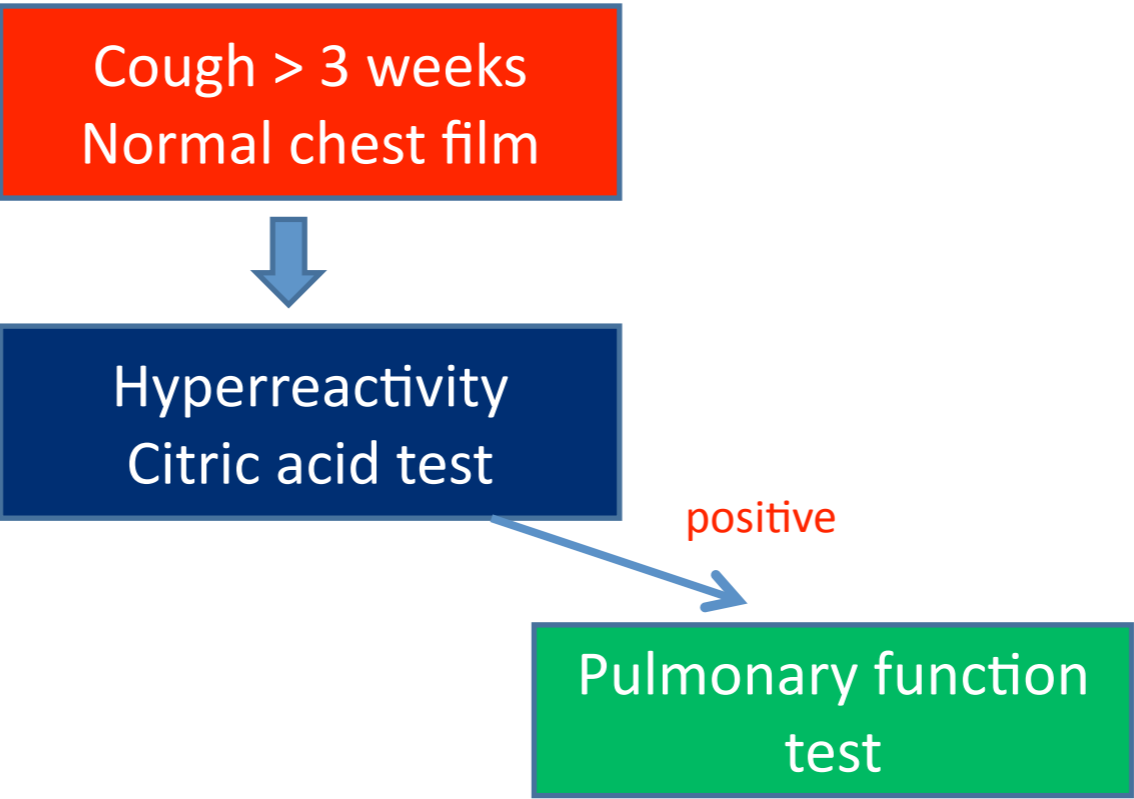 Cough > 3 weeks
Normal chest film
Hyperreactivity
Citric acid test
positive
Pulmonary function
test